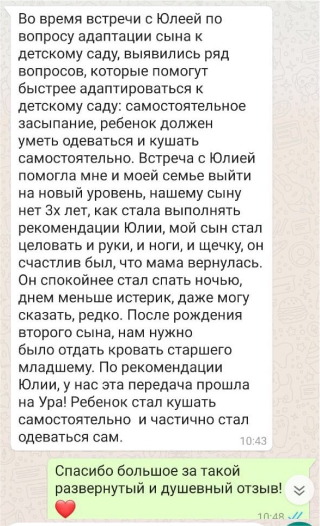 Во время встречи с Юлеей по
вопросу адаптации сына к
детскому саду, выявились ряд
вопросов, которые помогут
быстрее адаптироваться к
детскому саду: самостоятельное
засыпание, ребенок должен
уметь одеваться и кушать
самостоятельно. Встреча с Юлией
помогла мне и моей семье выйти
на новый уровень, нашему сыну
нет 3х лет, как стала выполнять
рекомендации Юлии, мой сын стал
целовать и руки, и ноги, и щечку, он
счастлив был, что мама вернулась.
Он спокойнее стал спать ночью,
днем меньше истерик, даже могу
сказать, редко. После рождения
второго сына, нам нужно
было отдать кровать старшего
младшему. По рекомендации
Юлии, у нас эта передача прошла
на Ура! Ребенок стал кушать
самостоятельно и частично стал
одеваться сам.
10:43
Спасибо большое за такой
развернутый и душевный отзыв!
❤️
10:48